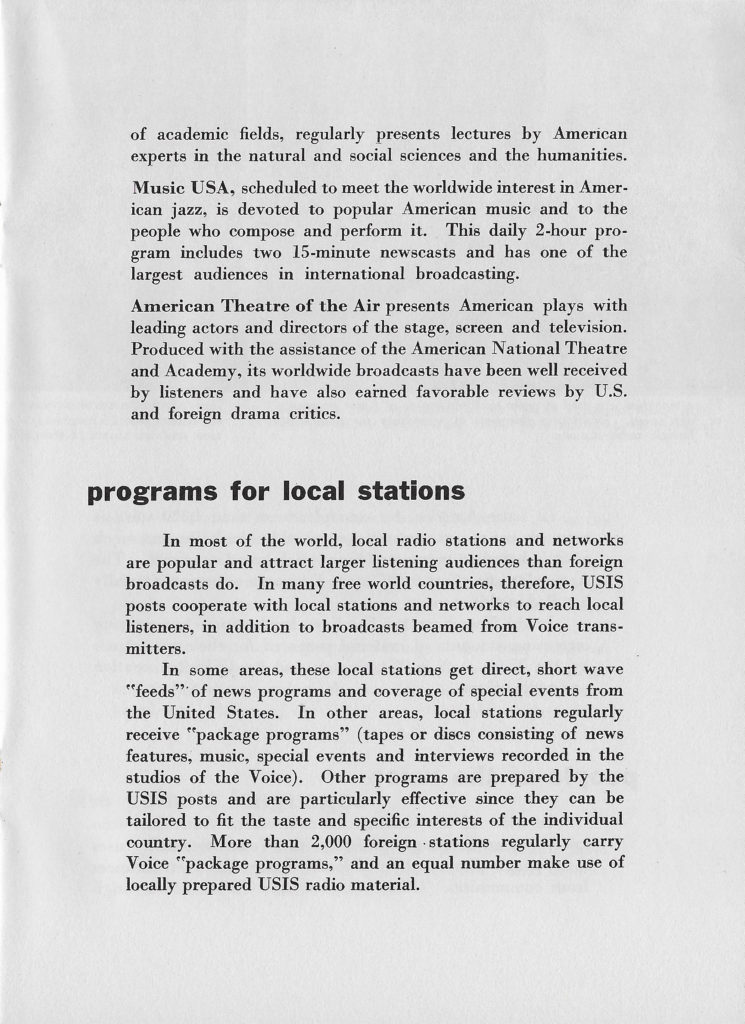 of academic fields, regularly presents lectures by American
experts in the natural and social sciences and the humanities.
Music USA, scheduled to meet the worldwide interest in Amer-
ican jazz, is devoted to popular American music and to the
people who compose and perform it. This daily 2-hour pro-
gram includes two 15-minute newscasts and has one of the
largest audiences in international broadcasting.
American Theatre of the Air presents American plays with
leading actors and directors of the stage, screen and television.
Produced with the assistance of the American National Theatre
and Academy, its worldwide broadcasts have been well received
by listeners and have also earned favorable reviews by U.S.
and foreign drama critics.
programs for local stations
In most of the world, local radio stations and networks
are popular and attract larger listening audiences than foreign
broadcasts do. In many free world countries, therefore, USIS
posts cooperate with local stations and networks to reach local
listeners, in addition to broadcasts beamed from Voice trans-
mitters.
In some areas, these local stations get direct, short wave
"feeds" of news programs and coverage of special events from
the United States. In other areas, local stations regularly
receive "package programs" (tapes or discs consisting of news
features, music, special events and interviews recorded in the
studios of the Voice). Other programs are prepared by the
USIS posts and are particularly effective since they can be
tailored to fit the taste and specific interests of the individual
country. More than 2,000 foreign stations regularly carry
Voice "package programs," and an equal number make use of
locally prepared USIS radio material.